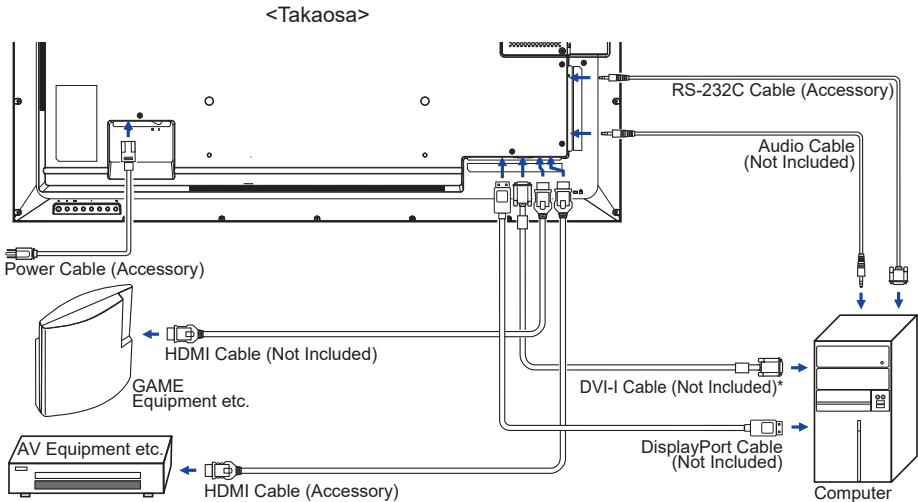 <Takaosa>
RS-232C Cable (Accessory)
Audio Cable
(Not Included)
Power Cable (Accessory)
HDMI Cable (Not Included)
GAME
Equipment etc.
DVI-I Cable (Not Included)*
AV Equipment etc.
DisplayPort Cable
(Not Included)
HDMI Cable (Accessory)
Computer